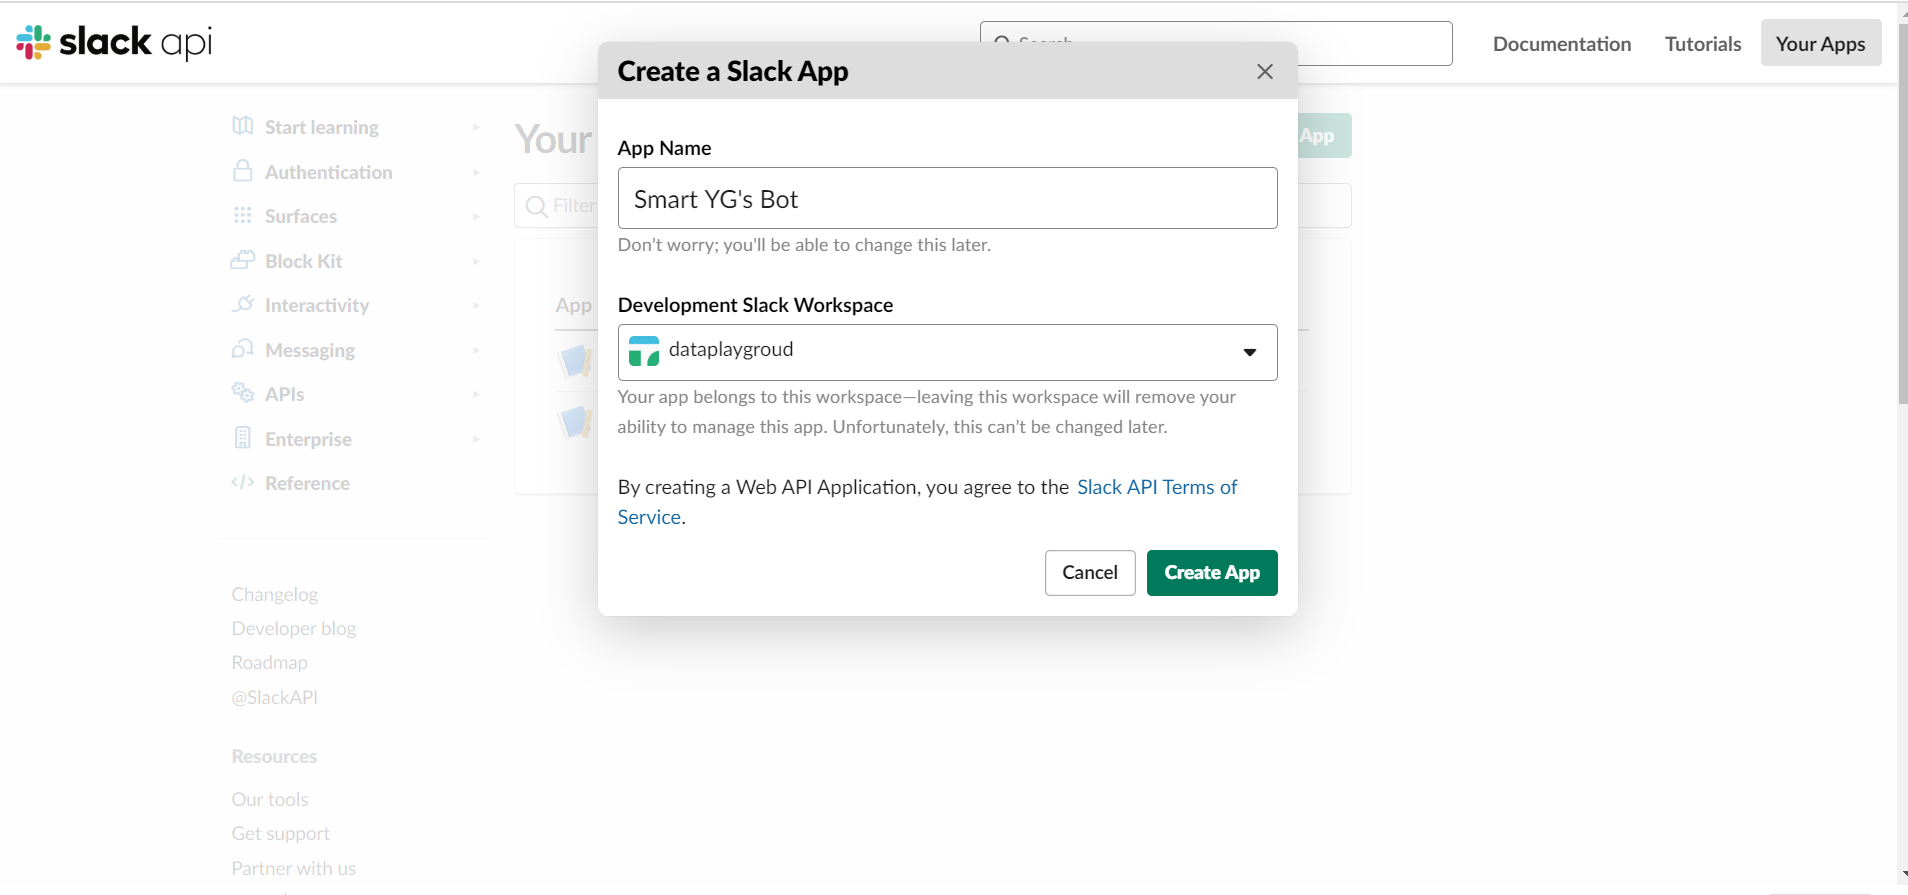 slack api
Search
Documentation
Tutorials
Your Apps
Create a Slack App
Start learning
Authentication
Surfaces
Block Kit
Interactivity
Messaging
APIs
Enterprise
Reference
Changelog
Developer blog
Roadmap
@SlackAPI
Resources
Our tools
Get support
Partner with us
Your
App
Filter
App
App Name
Smart YG's Bot
Don't worry; you'll be able to change this later.
Development Slack Workspace
dataplaygroud
Your app belongs to this workspace—leaving this workspace will remove your
ability to manage this app. Unfortunately, this can't be changed later.
By creating a Web API Application, you agree to the Slack API Terms of
Service.
Cancel
Create App